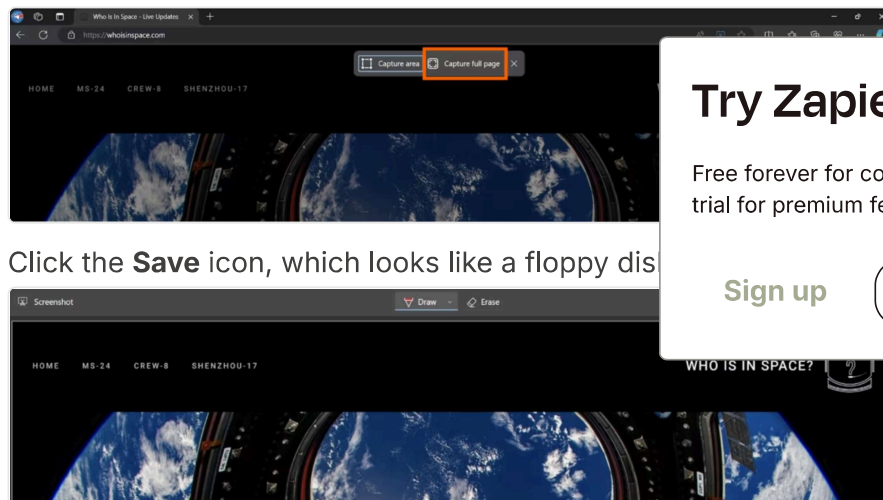 Who Is In Space - Live Updates
https://whoisinspace.com
Capture area
Capture full page
HOME MS-24 CREW-8 SHENZHOU-17
Try Zapie
Free forever for co
trial for premium fe
Sign up
Click the Save icon, which looks like a floppy dis
Screenshot
Draw
Erase
HOME MS-24 CREW-8 SHENZHOU-17
WHO IS IN SPACE?